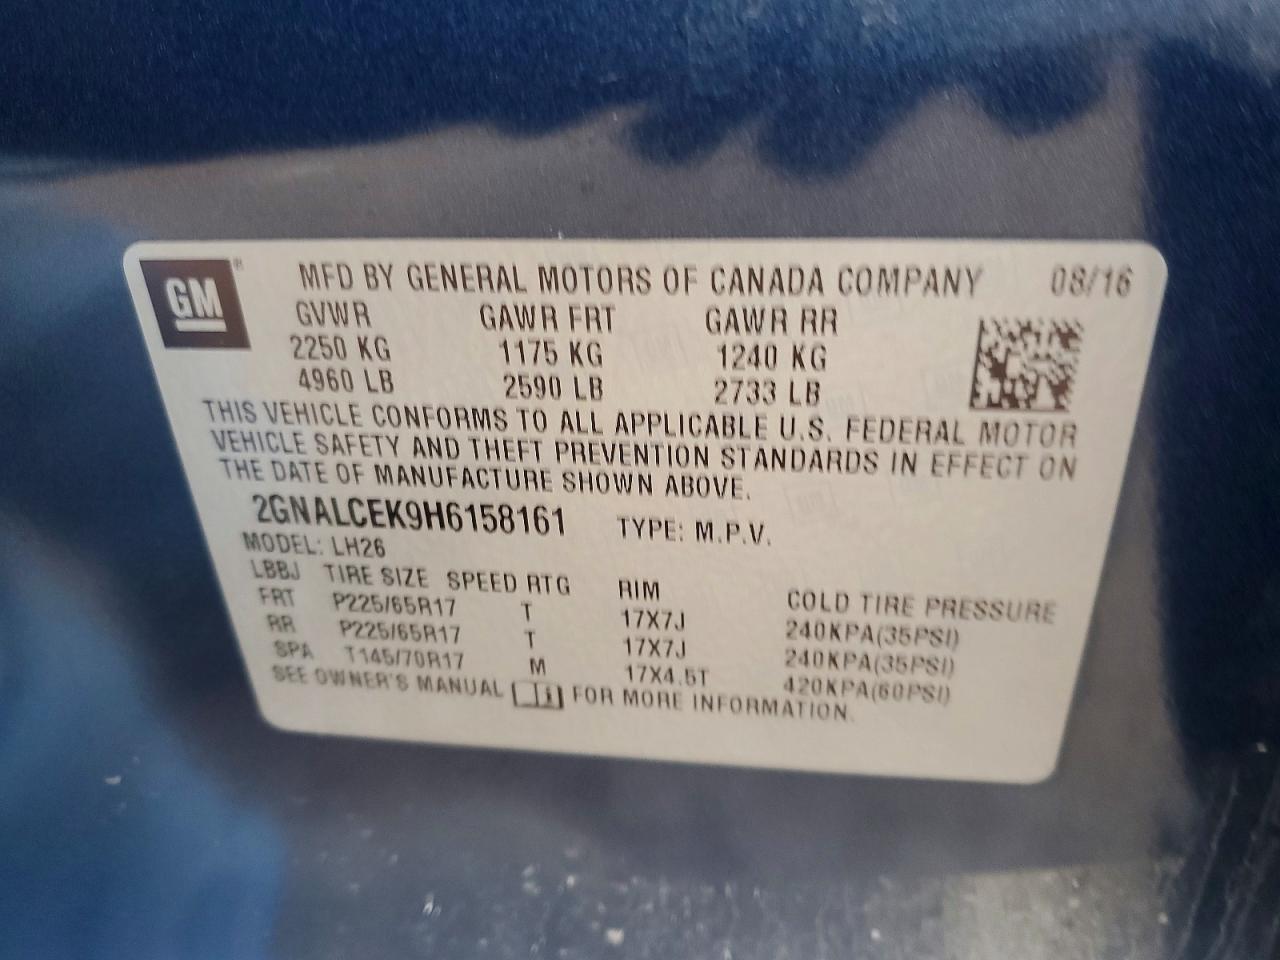 GM®
MFD BY GENERAL MOTORS OF CANADA COMPANY 08/16
GVWR GAWR FRT GAWR RR
2250 KG 1175 KG 1240 KG
4960 LB 2590 LB 2733 LB
THIS VEHICLE CONFORMS TO ALL APPLICABLE U.S. FEDERAL MOTOR
VEHICLE SAFETY AND THEFT PREVENTION STANDARDS IN EFFECT ON
THE DATE OF MANUFACTURE SHOWN ABOVE.
2GNALCEK9H6158161 TYPE: M.P.V.
MODEL: LH26
LBBJ TIRE SIZE SPEED RTG RIM COLD TIRE PRESSURE
FRT P225/65R17 T 17X7J 240KPA(35PSI)
RR P225/65R17 T 17X7J 240KPA(35PSI)
SPA T145/70R17 M 17X4.5T 420KPA(60PSI)
SEE OWNER'S MANUAL FOR MORE INFORMATION.